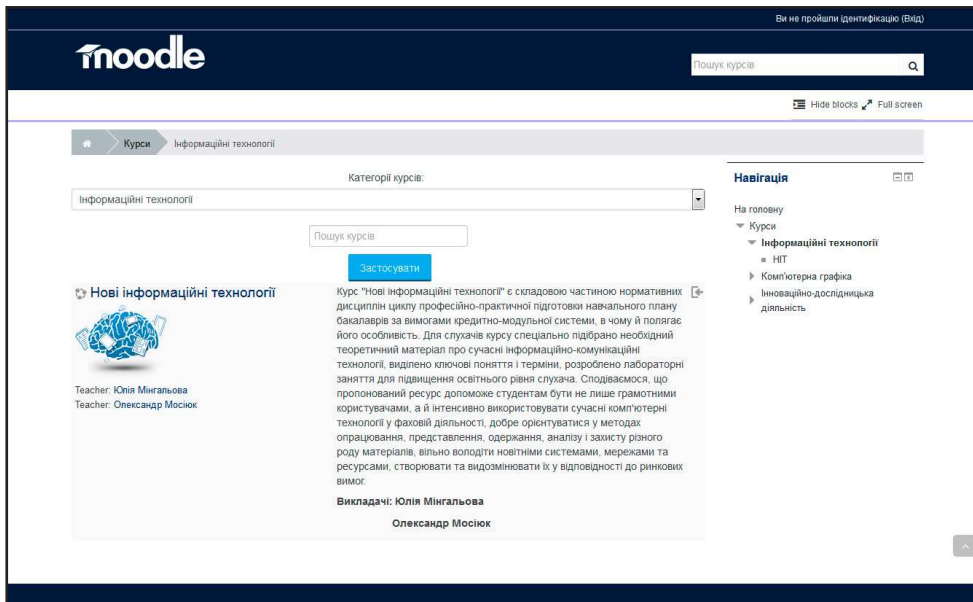 Ви не пройшли ідентифікацію (Вхід)
moodle
Пошук курсів
Hide blocks Full screen
Курси Інформаційні технології
Категорії курсів:
Інформаційні технології
Пошук курсів
Застосувати
Нові інформаційні технології
Teacher: Юлія Мінгальова
Teacher: Олександр Мосіюк
Курс "Нові інформаційні технології" є складовою частиною нормативних
дисциплін циклу професійно-практичної підготовки навчального плану
бакалаврів за вимогами кредитно-модульної системи, в чому й полягає
його особливість. Для слухачів курсу спеціально підібрано необхідний
теоретичний матеріал про сучасні інформаційно-комунікаційні
технології, виділено ключові поняття і терміни, розроблено лабораторні
заняття для підвищення освітнього рівня слухача. Сподіваємося, що
пропонований ресурс допоможе студентам бути не лише грамотними
користувачами, а й інтенсивно використовувати сучасні комп'ютерні
технології у фаховій діяльності, добре орієнтуватися у методах
опрацювання, представлення, одержання, аналізу і захисту різного
роду матеріалів, вільно володіти новітніми системами, мережами та
ресурсами, створювати та видозмінювати їх у відповідності до ринкових
вимог.
Викладачі: Юлія Мінгальова
Олександр Мосіюк
Навігація
На головну
Курси
Інформаційні технології
НІТ
Комп'ютерна графіка
Інноваційно-дослідницька
діяльність